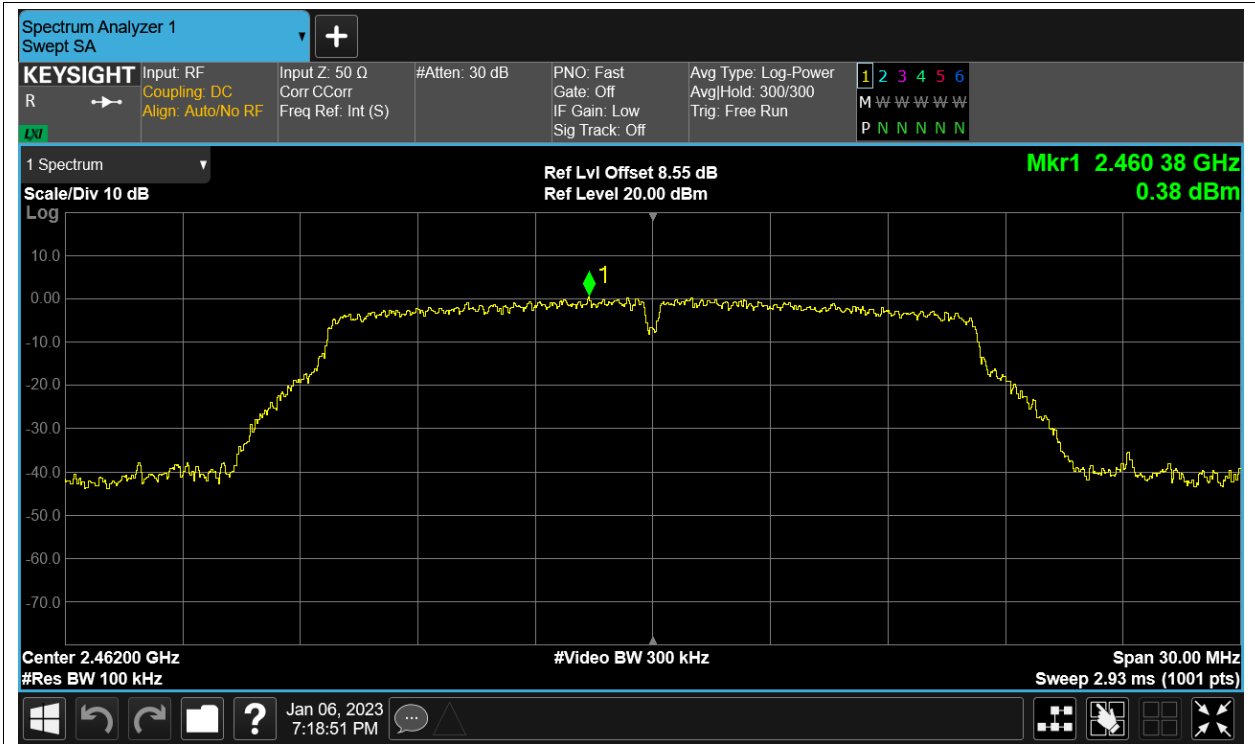 Spectrum Analyzer 1
Swept SA
KEYSIGHT
R
LXI
Input: RF
Coupling: DC
Align: Auto/No RF
Input Z: 50 Ω
Corr CCorr
Freq Ref: Int (S)
#Atten: 30 dB
PNO: Fast
Gate: Off
IF Gain: Low
Sig Track: Off
Avg Type: Log-Power
Avg|Hold: 300/300
Trig: Free Run
1 2 3 4 5 6
M W W W W W W
P N N N N N N
1 Spectrum
Scale/Div 10 dB
Log
Ref Lvl Offset 8.55 dB
Ref Level 20.00 dBm
Mkr1 2.460 38 GHz
0.38 dBm
10.0
1
0.00
-10.0
-20.0
-30.0
-40.0
-50.0
-60.0
-70.0
Center 2.46200 GHz
#Res BW 100 kHz
#Video BW 300 kHz
Span 30.00 MHz
Sweep 2.93 ms (1001 pts)
?
Jan 06, 2023
7:18:51 PM